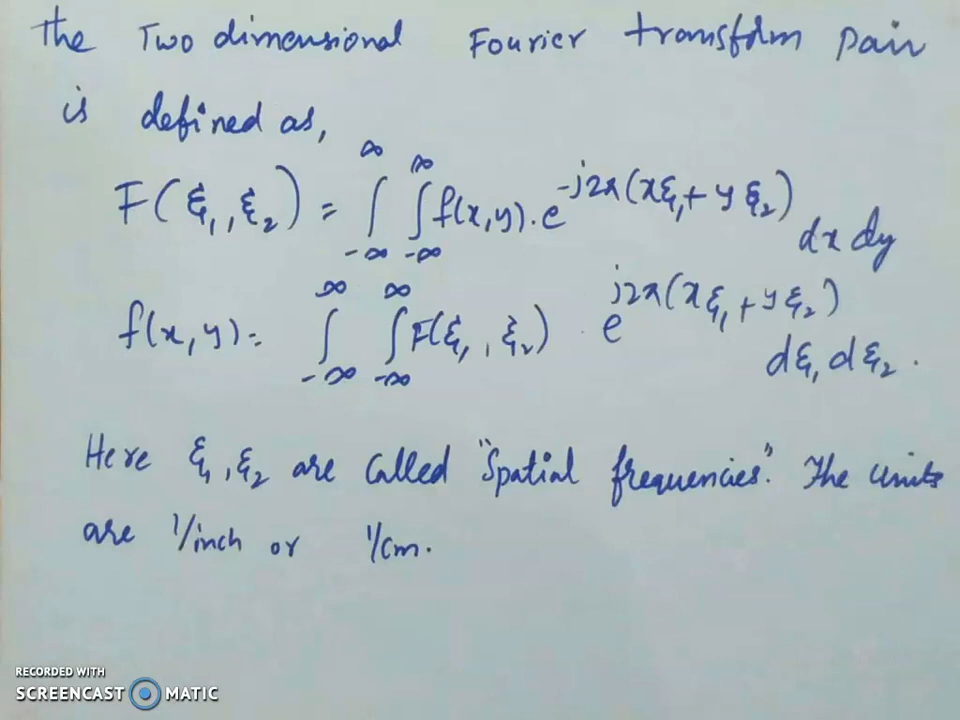 The Two dimensional Fourier transform pair
is defined as,
F(ξ₁, ξ₂) = ∫_{-∞}^{∞} ∫_{-∞}^{∞} f(x,y). e^{-j2π(xξ₁ + yξ₂)} dx dy
f(x,y) = ∫_{-∞}^{∞} ∫_{-∞}^{∞} F(ξ₁, ξ₂) . e^{j2π(xξ₁ + yξ₂)} dξ₁ dξ₂ .
Here ξ₁, ξ₂ are called "Spatial frequencies". The units
are 1/inch or 1/cm.
RECORDED WITH
SCREENCAST MATIC